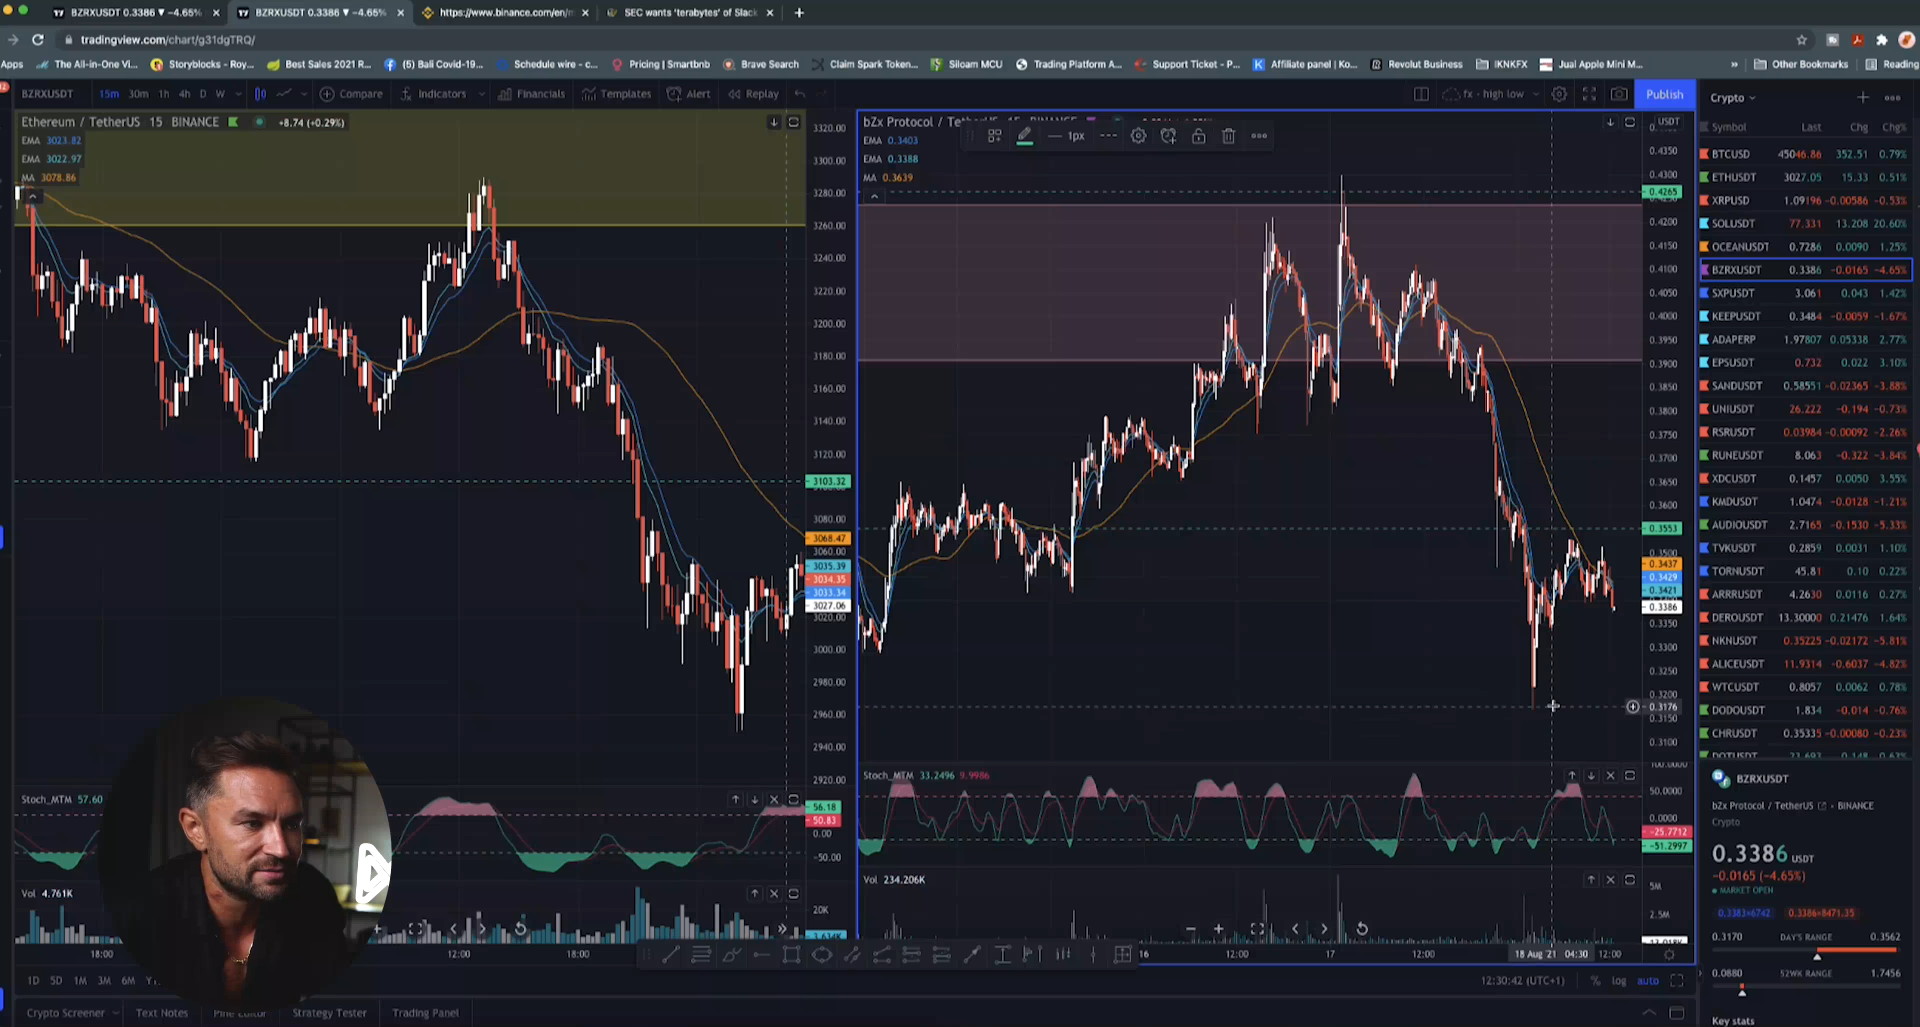 BZRXUSDT 0.3386 ▼ −4.65%
BZRXUSDT 0.3386 ▼ −4.65%
https://www.binance.com/en/
SEC wants 'terabytes' of Slack
tradingview.com/chart/g31dgTRQ/
Apps
The All-in-One Vi...
Storyblocks - Roy...
Best Sales 2021 R...
(5) Bali Covid-19...
Schedule wire - c...
Pricing | Smartbnb
Brave Search
Claim Spark Token...
Siloam MCU
Trading Platform A...
Support Ticket - P...
Affiliate panel | Ko...
Revolut Business
IKNKFX
Jual Apple Mini M...
»
Other Bookmarks
Reading
BZRXUSDT
15m 30m 1h 4h D W
Compare
Indicators
Financials
Templates
Alert
Replay
fx - high low
Publish
Ethereum / TetherUS 15 BINANCE +8.74 (+0.29%)
EMA 3023.82
EMA 3022.97
MA 3078.86
3320.00
3300.00
3280.00
3260.00
3240.00
3220.00
3200.00
3180.00
3160.00
3140.00
3120.00
3103.32
3080.00
3068.47
3060.00
3035.39
3034.35
3033.34
3027.06
3020.00
3000.00
2980.00
2960.00
2940.00
2920.00
Stoch_MTM 57.60
56.18
50.83
0.00
−50.00
Vol 4.761K
20K
3.634K
18:00
12:00
18:00
bZx Protocol /
1px
EMA 0.3403
EMA 0.3388
MA 0.3639
USDT
0.4350
0.4300
0.4265
0.4200
0.4150
0.4100
0.4050
0.4000
0.3950
0.3900
0.3850
0.3800
0.3750
0.3700
0.3650
0.3600
0.3553
0.3500
0.3437
0.3429
0.3421
0.3386
0.3350
0.3300
0.3250
0.3200
0.3176
0.3150
0.3100
Stoch_MTM 33.2496 9.9986
100.0000
50.0000
0.0000
−25.7712
−51.2997
Vol 234.206K
5M
2.5M
16
12:00
17
12:00
18 Aug '21 04:30
12:00
1D 5D 1M 3M 6M
12:30:42 (UTC+1)
% log auto
Crypto Screener
Text Notes
Pine Editor
Strategy Tester
Trading Panel
Crypto
Symbol Last Chg Chg%
BTCUSD 45046.86 352.51 0.79%
ETHUSDT 3027.05 15.33 0.51%
XRPUSD 1.09196 −0.00586 −0.53%
SOLUSDT 77.331 13.208 20.60%
OCEANUSDT 0.7286 0.0090 1.25%
BZRXUSDT 0.3386 −0.0165 −4.65%
SXPUSDT 3.061 0.043 1.42%
KEEPUSDT 0.3484 −0.0059 −1.67%
ADAPERP 1.97807 0.05338 2.77%
EPSUSDT 0.732 0.022 3.10%
SANDUSDT 0.58551 −0.02365 −3.88%
UNIUSDT 26.222 −0.194 −0.73%
RSRUSDT 0.03984 −0.00092 −2.26%
RUNEUSDT 8.063 −0.322 −3.84%
XDCUSDT 0.1457 0.0050 3.55%
KMDUSDT 1.0474 −0.0128 −1.21%
AUDIOUSDT 2.7165 −0.1530 −5.33%
TVKUSDT 0.2859 0.0031 1.10%
TORNUSDT 45.81 0.10 0.22%
ARRRUSDT 4.2630 0.0116 0.27%
DEROUSDT 13.30000 0.21476 1.64%
NKNUSDT 0.35225 −0.02172 −5.81%
ALICEUSDT 11.9314 −0.6037 −4.82%
WTCUSDT 0.8057 0.0062 0.78%
DODOUSDT 1.834 −0.014 −0.76%
CHRUSDT 0.35335 −0.00080 −0.23%
DOTUSDT 23.693 0.148 0.63%
BZRXUSDT
bZx Protocol / TetherUS • BINANCE
Crypto
0.3386 USDT
−0.0165 (−4.65%)
MARKET OPEN
0.3383×6742 0.3386×8471.35
0.3170 DAY'S RANGE 0.3562
0.0880 52WK RANGE 1.7456
Key stats